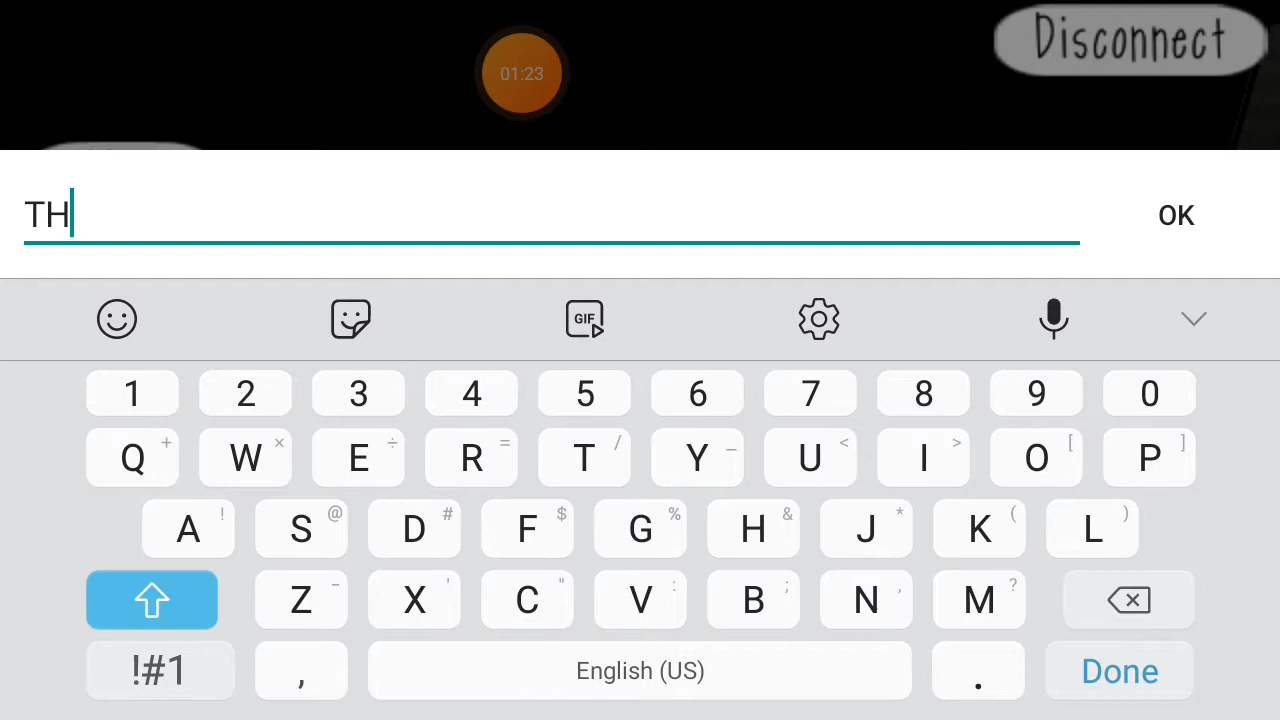 Disconnect
01:23
TH
OK
GIF
1 2 3 4 5 6 7 8 9 0
Q + W × E ÷ R = T / Y – U < I > O [ P ]
A ! S @ D # F $ G % H & J * K ( L )
Z - X ' C " V : B ; N , M ?
!#1 , English (US) . Done